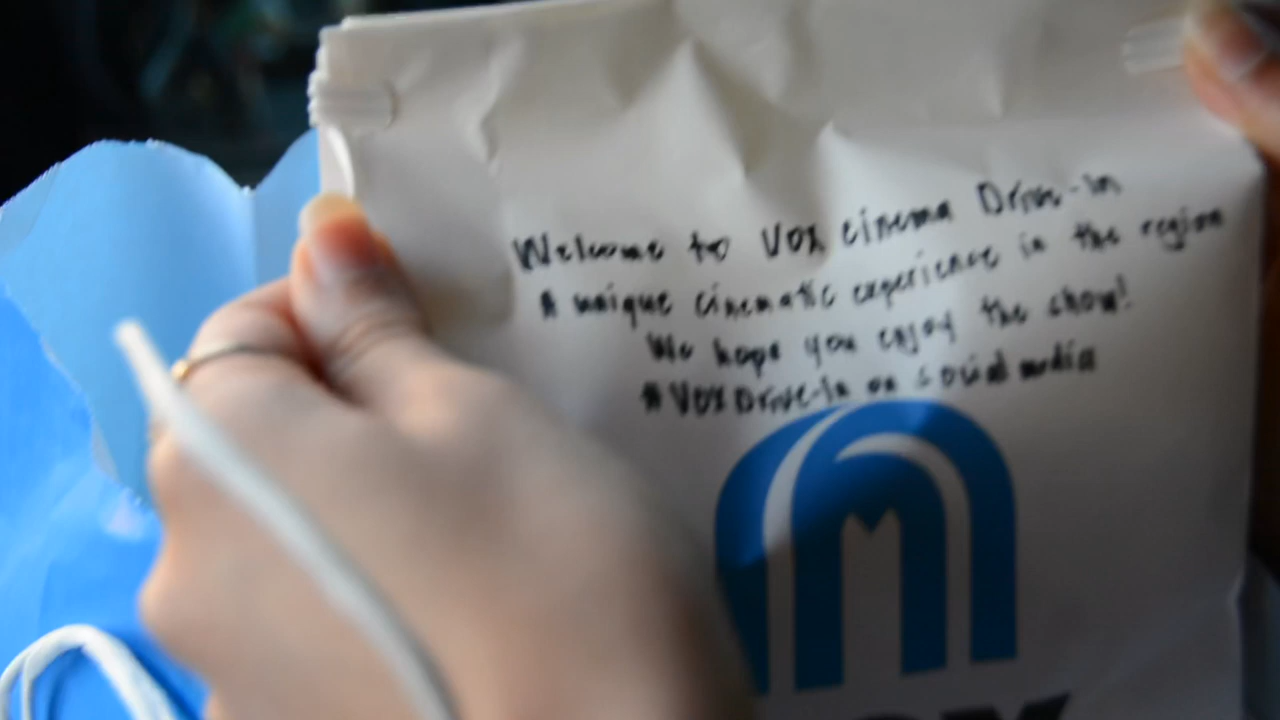 Welcome to VOX cinema Drive-In
A unique cinematic experience in the region
We hope you enjoy the show!
#VOXDrive-In on social media